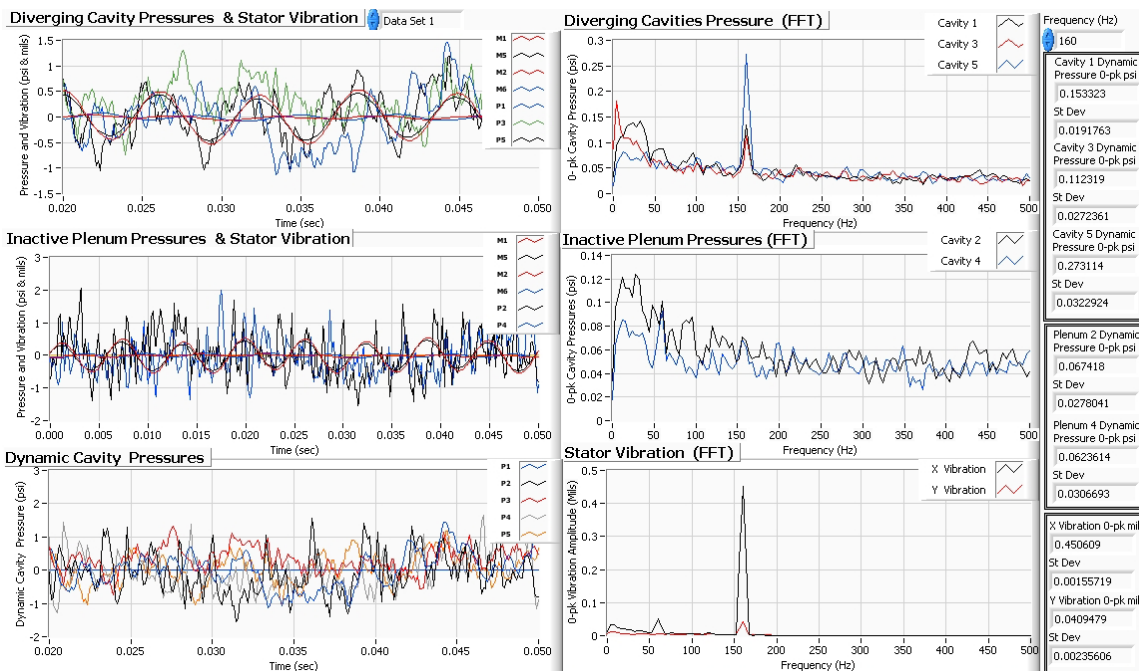 Diverging Cavity Pressures & Stator Vibration
Data Set 1
Pressure and Vibration (psi & mils)
1.5
1.0
0.5
0.0
-0.5
-1.0
-1.5
0.020
0.025
0.030
0.035
0.040
0.045
0.050
Time (sec)
M1
M5
M2
M6
P1
P3
P5
Diverging Cavities Pressure (FFT)
Cavity 1
Cavity 3
Cavity 5
0-pk Cavity Pressures (psi)
0.3
0.25
0.2
0.15
0.1
0.05
0
0
50
100
150
200
250
300
350
400
450
500
Frequency (Hz)
Frequency (Hz)
160
Cavity 1 Dynamic
Pressure 0-pk psi
0.153323
St Dev
0.0191763
Cavity 3 Dynamic
Pressure 0-pk psi
0.112319
St Dev
0.0272361
Cavity 5 Dynamic
Pressure 0-pk psi
0.273114
St Dev
0.0322924
Inactive Plenum Pressures & Stator Vibration
Pressure and Vibration (psi & mils)
3
2
1
0
-1
-2
0.000
0.005
0.010
0.015
0.020
0.025
0.030
0.035
0.040
0.045
0.050
Time (sec)
M1
M5
M2
M6
P2
P4
Inactive Plenum Pressures (FFT)
Cavity 2
Cavity 4
0-pk Cavity Pressures (psi)
0.14
0.12
0.1
0.08
0.06
0.04
0.02
0
0
50
100
150
200
250
300
350
400
450
500
Frequency (Hz)
Plenum 2 Dynamic
Pressure 0-pk psi
0.067418
St Dev
0.0278041
Plenum 4 Dynamic
Pressure 0-pk psi
0.0623614
St Dev
0.0306693
Dynamic Cavity Pressures
Dynamic Cavity Pressure (psi)
3
2
1
0
-1
-2
0.020
0.025
0.030
0.035
0.040
0.045
0.050
Time (sec)
P1
P2
P3
P4
P5
Stator Vibration (FFT)
X Vibration
Y Vibration
0-pk Vibration Amplitude (Mils)
0.5
0.4
0.3
0.2
0.1
0
0
50
100
150
200
250
300
350
400
450
500
Frequency (Hz)
X Vibration 0-pk mil
0.450609
St Dev
0.00155719
Y Vibration 0-pk mil
0.0409479
St Dev
0.00235606